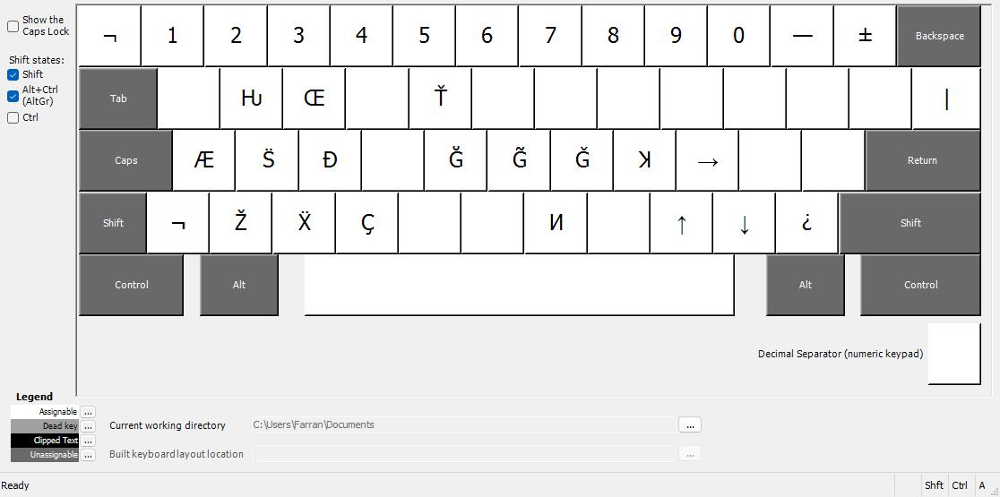 Show the
Caps Lock
Shift states:
Shift
Alt+Ctrl
(AltGr)
Ctrl
¬ 1 2 3 4 5 6 7 8 9 0 — ± Backspace
Tab Ƕ Œ Ť |
Caps Æ S̈ Đ Ğ G̃ Ǧ ꓘ → Return
Shift ¬ Ž Ẍ Ç И ↑ ↓ ¿ Shift
Control Alt Alt Control
Decimal Separator (numeric keypad)
Legend
Assignable ...
Dead key ...
Clipped Text ...
Unassignable ...
Current working directory C:\Users\Farran\Documents ...
Built keyboard layout location ...
Ready Shft Ctrl A